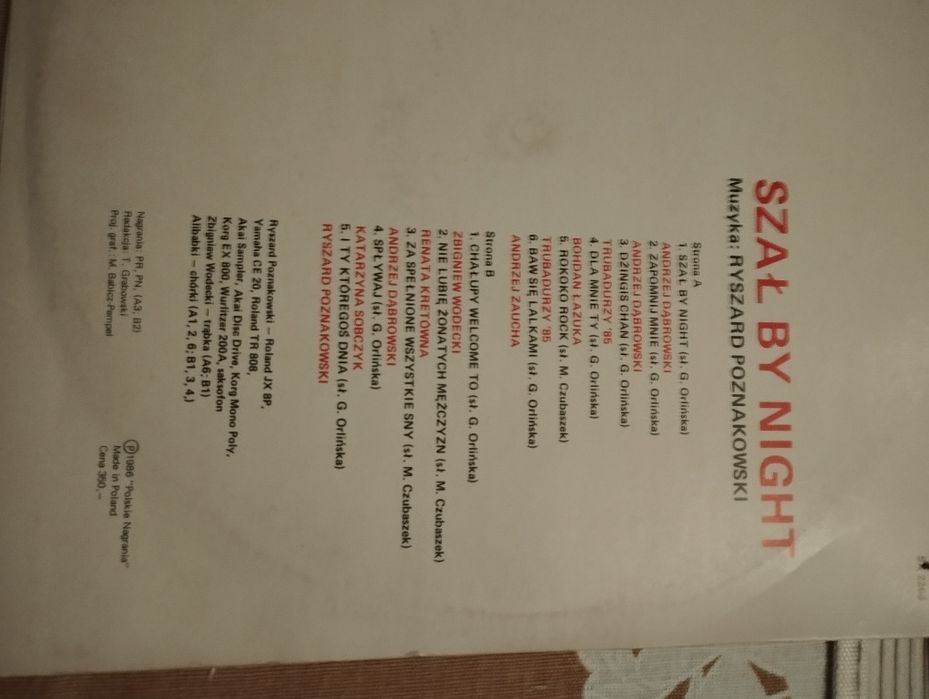 SZAŁ BY NIGHT
Muzyka: RYSZARD POZNAKOWSKI
Strona A
1. SZAŁ BY NIGHT (sł. G. Orlińska)
ANDRZEJ DĄBROWSKI
2. ZAPOMNIJ MNIE (sł. G. Orlińska)
ANDRZEJ DĄBROWSKI
3. DŻINGIS CHAN (sł. G. Orlińska)
TRUBADURZY '85
4. DLA MNIE TY (sł. G. Orlińska)
BOHDAN ŁAZUKA
5. ROKOKO ROCK (sł. M. Czubaszek)
TRUBADURZY '85
6. BAW SIĘ LALKAMI (sł. G. Orlińska)
ANDRZEJ ZAUCHA
Strona B
1. CHAŁUPY WELCOME TO (sł. G. Orlińska)
ZBIGNIEW WODECKI
2. NIE LUBIĘ ŻONATYCH MĘŻCZYZN (sł. M. Czubaszek)
RENATA KRETÓWNA
3. ZA SPEŁNIONE WSZYSTKIE SNY (sł. M. Czubaszek)
ANDRZEJ DĄBROWSKI
4. SPŁYWAJ (sł. G. Orlińska)
KATARZYNA SOBCZYK
5. I TY KTÓREGOŚ DNIA (sł. G. Orlińska)
RYSZARD POZNAKOWSKI
Ryszard Poznakowski – Roland JX 8P,
Yamaha CE 20, Roland TR 808,
Akai Sampler, Akai Disc Drive, Korg Mono Poly,
Korg EX 800, Wurlitzer 200A, saksofon
Zbigniew Wodecki – trąbka (A6; B1)
Alibabki – chórki (A1, 2, 6; B1, 3, 4,)
Nagrania: PR, PN, (A3; B2)
Redakcja: T. Grabowski
Proj. graf.: M. Babicz-Pempel
Ⓟ 1986 "Polskie Nagrania"
Made in Poland
Cena 350,–